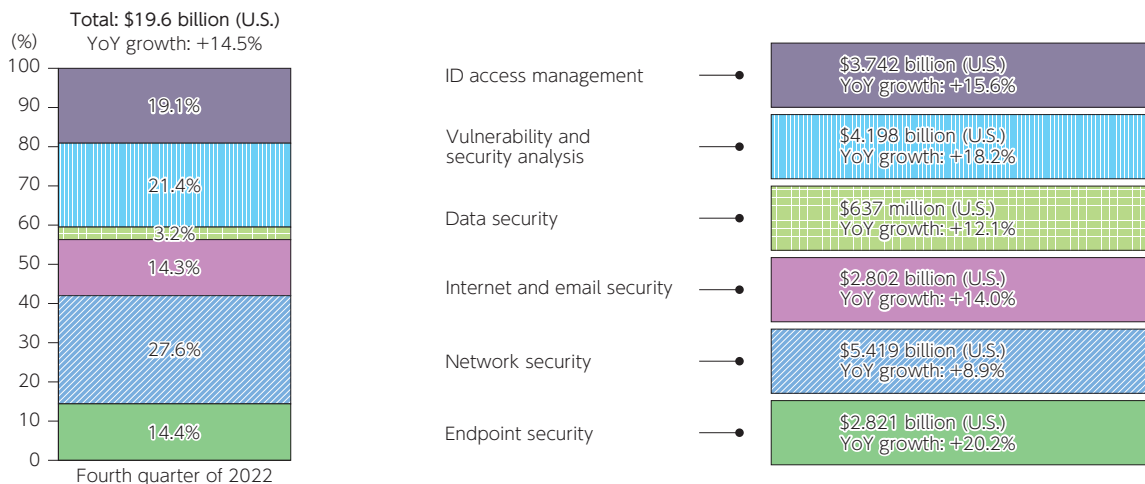 Total: $19.6 billion (U.S.)
YoY growth: +14.5%
(%)
100
90
80
70
60
50
40
30
20
10
0
19.1%
21.4%
3.2%
14.3%
27.6%
14.4%
Fourth quarter of 2022
ID access management
$3.742 billion (U.S.)
YoY growth: +15.6%
Vulnerability and
security analysis
$4.198 billion (U.S.)
YoY growth: +18.2%
Data security
$637 million (U.S.)
YoY growth: +12.1%
Internet and email security
$2.802 billion (U.S.)
YoY growth: +14.0%
Network security
$5.419 billion (U.S.)
YoY growth: +8.9%
Endpoint security
$2.821 billion (U.S.)
YoY growth: +20.2%